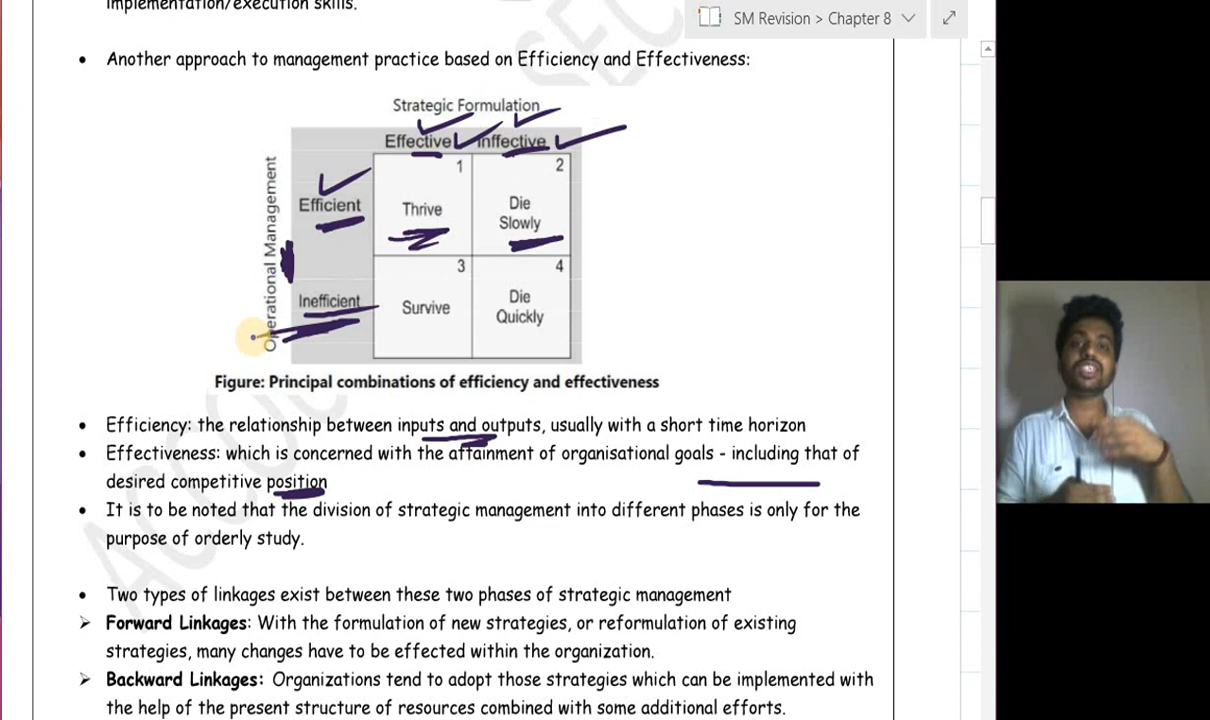 implementation/execution skills.
SM Revision > Chapter 8
• Another approach to management practice based on Efficiency and Effectiveness:
Strategic Formulation
Effective Inffective
Operational Management
Efficient
1
Thrive
2
Die
Slowly
Inefficient
3
Survive
4
Die
Quickly
Figure: Principal combinations of efficiency and effectiveness
• Efficiency: the relationship between inputs and outputs, usually with a short time horizon
• Effectiveness: which is concerned with the attainment of organisational goals - including that of
desired competitive position
• It is to be noted that the division of strategic management into different phases is only for the
purpose of orderly study.
• Two types of linkages exist between these two phases of strategic management
➢ Forward Linkages: With the formulation of new strategies, or reformulation of existing
strategies, many changes have to be effected within the organization.
➢ Backward Linkages: Organizations tend to adopt those strategies which can be implemented with
the help of the present structure of resources combined with some additional efforts.